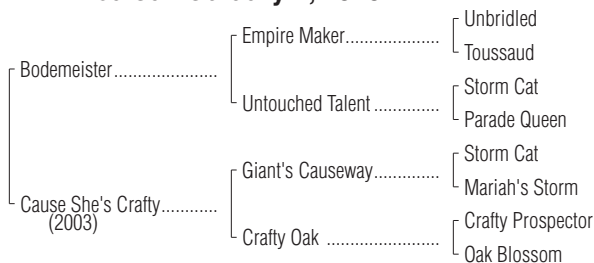 Unbridled
Empire Maker
Toussaud
Bodemeister
Storm Cat
Untouched Talent
Parade Queen
Storm Cat
Giant's Causeway
Mariah's Storm
Cause She's Crafty
(2003)
Crafty Prospector
Crafty Oak
Oak Blossom